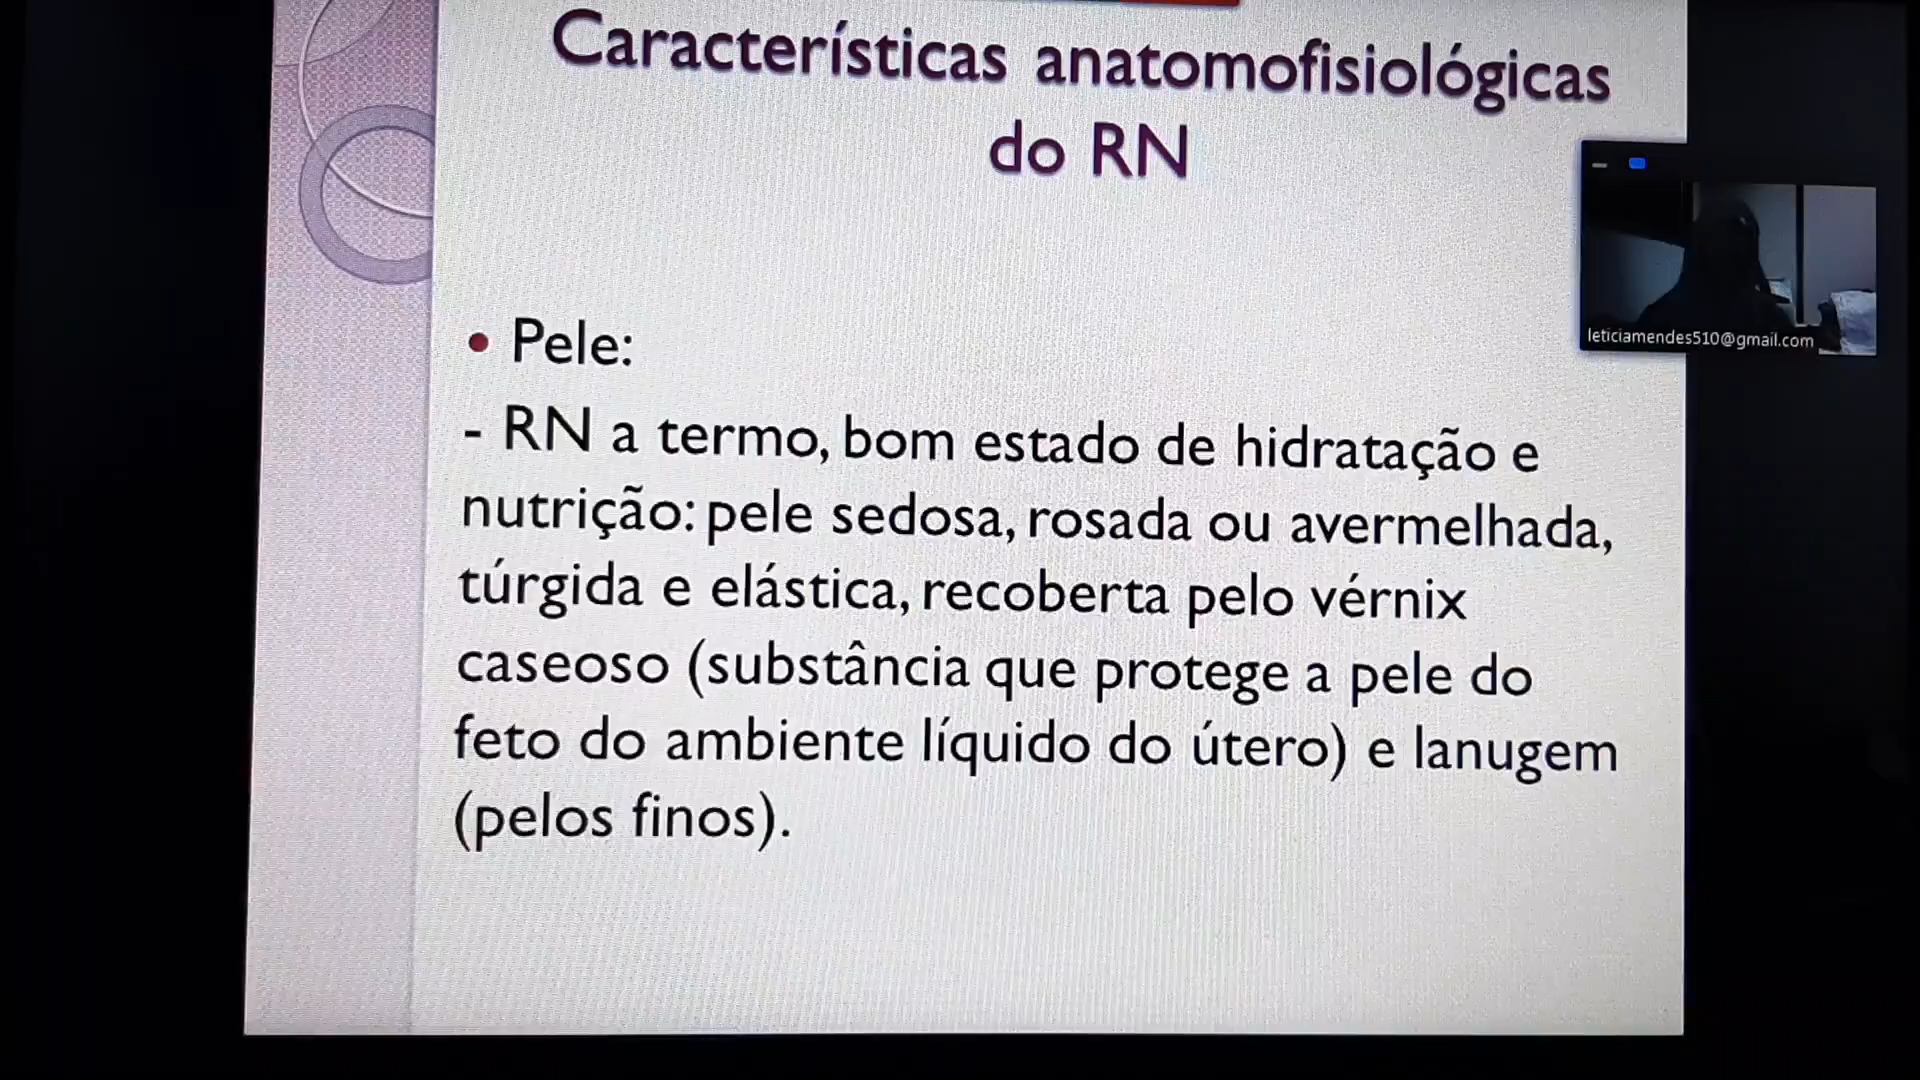 Características anatomofisiológicas
do RN
leticiamendes510@gmail.com
• Pele:
- RN a termo, bom estado de hidratação e
nutrição: pele sedosa, rosada ou avermelhada,
túrgida e elástica, recoberta pelo vérnix
caseoso (substância que protege a pele do
feto do ambiente líquido do útero) e lanugem
(pelos finos).